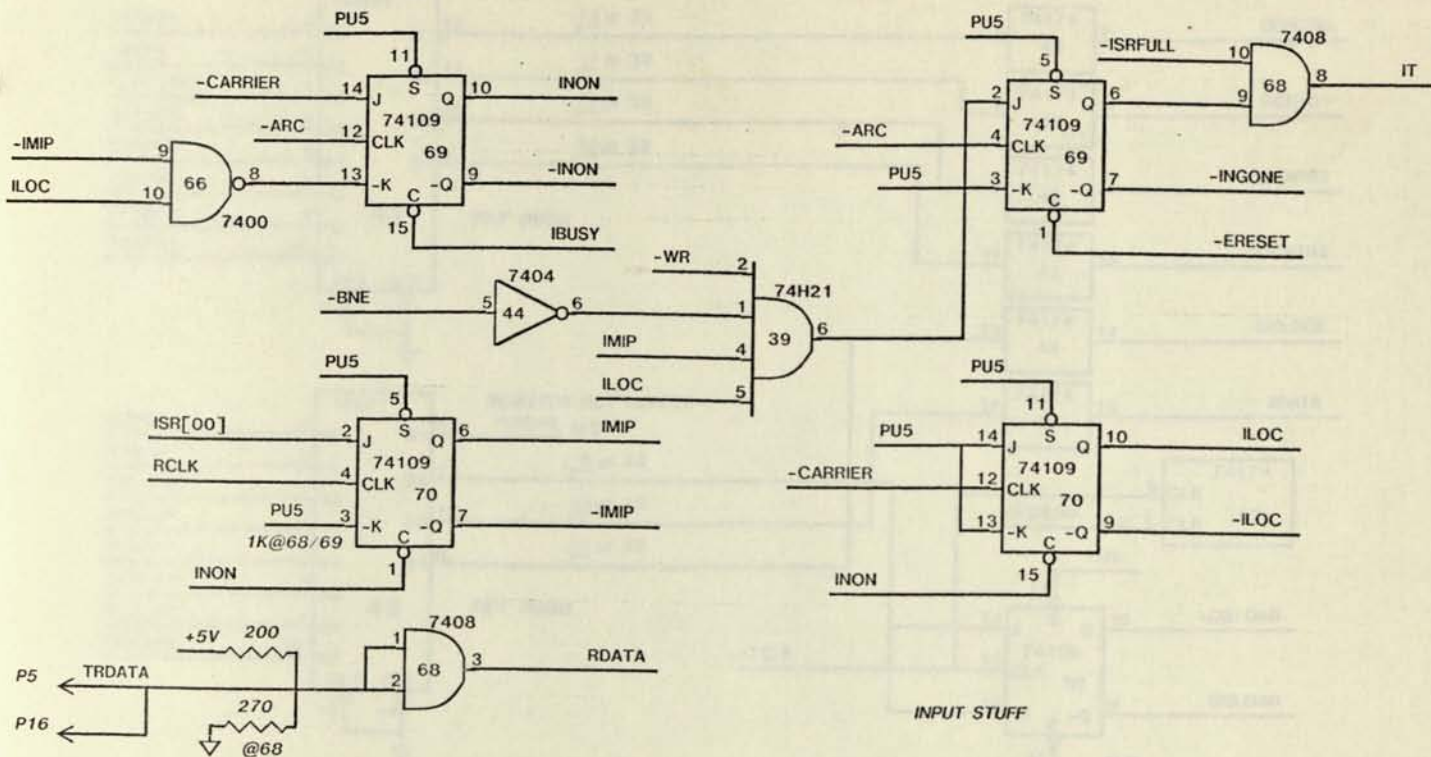 PU5
11
-CARRIER
14 J S Q 10 INON
74109
-ARC
12 CLK
69
-IMIP 9
ILOC 10
66
8
7400
13 -K -Q 9 -INON
C
15
IBUSY
PU5
5
-ISRFULL 10
7408
68
8
IT
9
2 J S Q 6
74109
-ARC
4 CLK
69
PU5
3 -K -Q 7 -INGONE
C
1
-ERESET
-WR 2
7404
74H21
-BNE 5
44
6
1
IMIP 4
39
6
ILOC 5
PU5
5
ISR[00]
2 J S Q 6 IMIP
74109
RCLK
4 CLK
70
PU5
3 -K -Q 7 -IMIP
1K@68/69
C
INON 1
PU5
11
PU5
14 J S Q 10 ILOC
74109
-CARRIER
12 CLK
70
13 -K -Q 9 -ILOC
C
INON 15
7408
+5V 200
1
68
3
RDATA
P5
TRDATA
2
P16
270
@68
INPUT STUFF